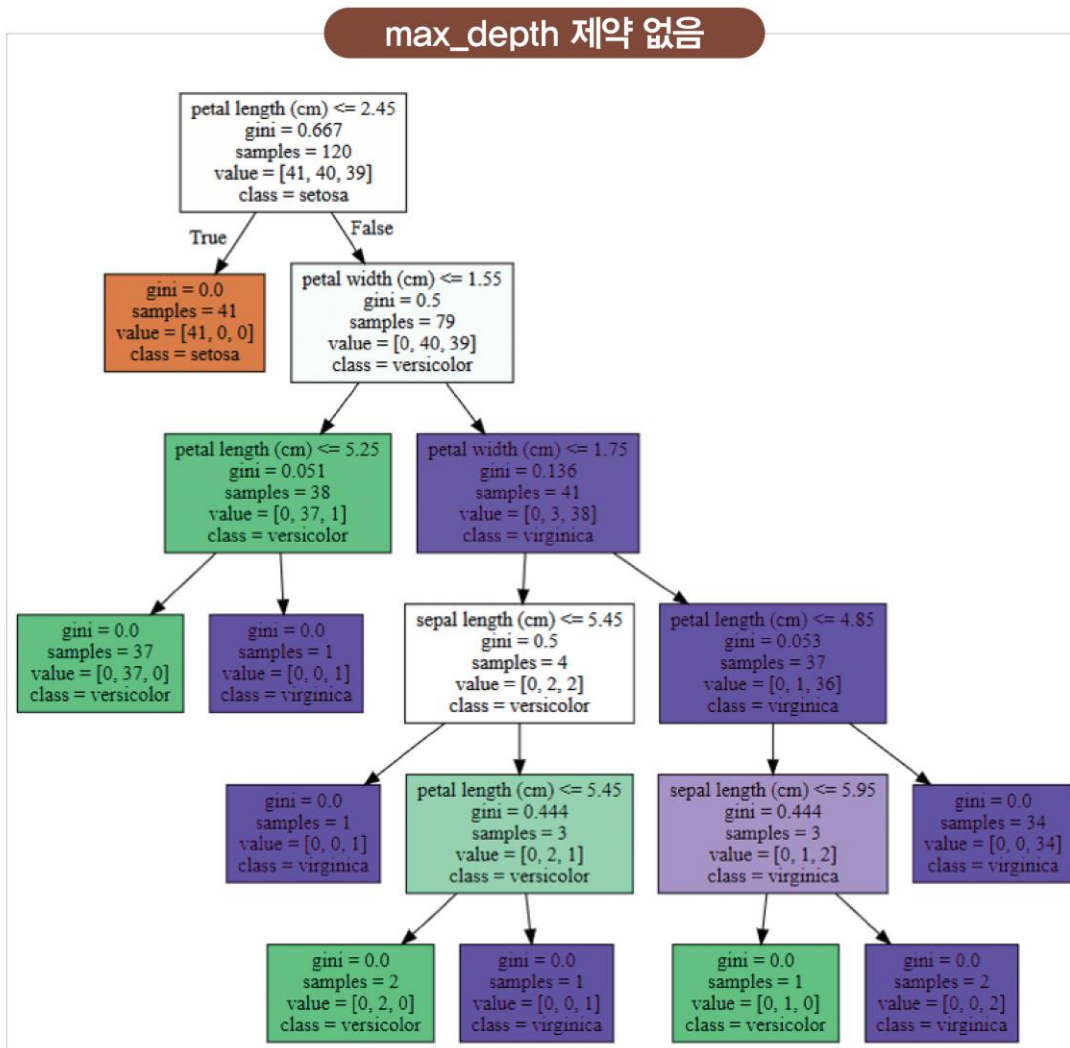 max_depth 제약 없음
petal length (cm) <= 2.45
gini = 0.667
samples = 120
value = [41, 40, 39]
class = setosa
True
False
gini = 0.0
samples = 41
value = [41, 0, 0]
class = setosa
petal width (cm) <= 1.55
gini = 0.5
samples = 79
value = [0, 40, 39]
class = versicolor
petal length (cm) <= 5.25
gini = 0.051
samples = 38
value = [0, 37, 1]
class = versicolor
petal width (cm) <= 1.75
gini = 0.136
samples = 41
value = [0, 3, 38]
class = virginica
gini = 0.0
samples = 37
value = [0, 37, 0]
class = versicolor
gini = 0.0
samples = 1
value = [0, 0, 1]
class = virginica
sepal length (cm) <= 5.45
gini = 0.5
samples = 4
value = [0, 2, 2]
class = versicolor
petal length (cm) <= 4.85
gini = 0.053
samples = 37
value = [0, 1, 36]
class = virginica
gini = 0.0
samples = 1
value = [0, 0, 1]
class = virginica
petal length (cm) <= 5.45
gini = 0.444
samples = 3
value = [0, 2, 1]
class = versicolor
sepal length (cm) <= 5.95
gini = 0.444
samples = 3
value = [0, 1, 2]
class = virginica
gini = 0.0
samples = 34
value = [0, 0, 34]
class = virginica
gini = 0.0
samples = 2
value = [0, 2, 0]
class = versicolor
gini = 0.0
samples = 1
value = [0, 0, 1]
class = virginica
gini = 0.0
samples = 1
value = [0, 1, 0]
class = versicolor
gini = 0.0
samples = 2
value = [0, 0, 2]
class = virginica